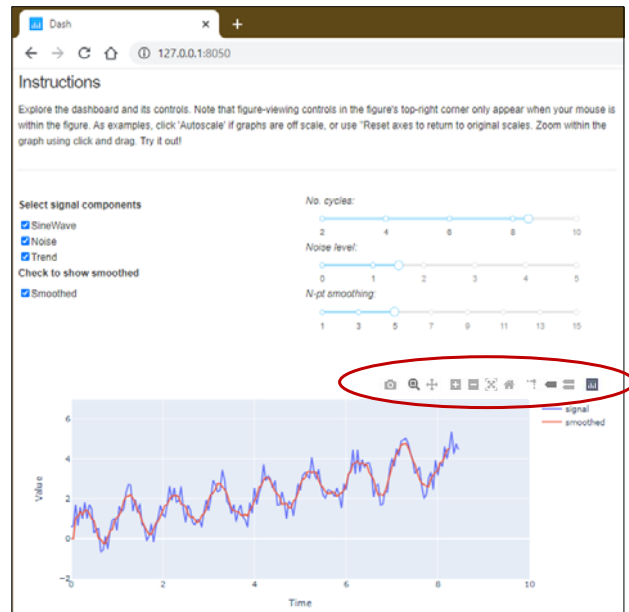 Dash
127.0.0.1:8050
Instructions
Explore the dashboard and its controls. Note that figure-viewing controls in the figure's top-right corner only appear when your mouse is
within the figure. As examples, click 'Autoscale' if graphs are off scale, or use "Reset axes to return to original scales. Zoom within the
graph using click and drag. Try it out!
Select signal components
SineWave
Noise
Trend
Check to show smoothed
Smoothed
No. cycles:
2 4 6 8 10
Noise level:
0 1 2 3 4 5
N-pt smoothing:
1 3 5 7 9 11 13 15
signal
smoothed
6
4
2
0
−2
Value
0 2 4 6 8 10
Time